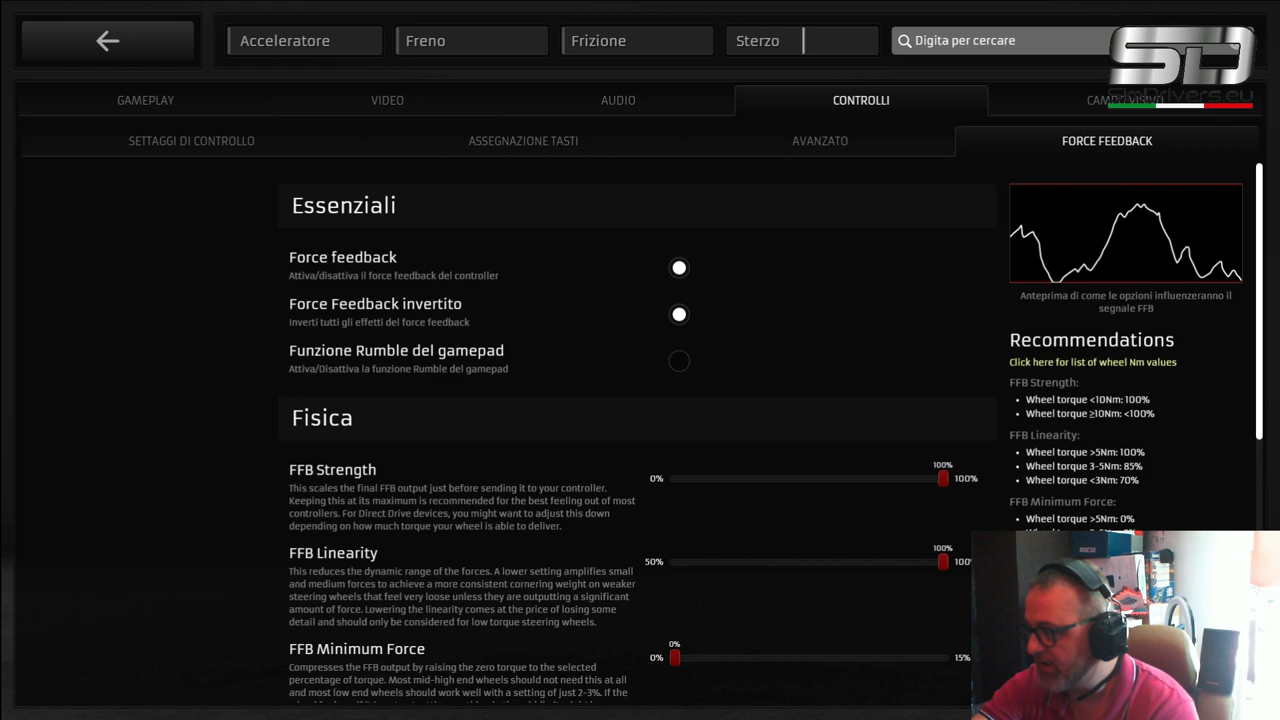 Acceleratore
Freno
Frizione
Sterzo
Digita per cercare
SD
SimDrivers.eu
GAMEPLAY
VIDEO
AUDIO
CONTROLLI
CAMPO VISIVO
SETTAGGI DI CONTROLLO
ASSEGNAZIONE TASTI
AVANZATO
FORCE FEEDBACK
Essenziali
Force feedback
Attiva/disattiva il force feedback del controller
Force Feedback invertito
Inverti tutti gli effetti del force feedback
Funzione Rumble del gamepad
Attiva/Disattiva la funzione Rumble del gamepad
Fisica
FFB Strength
This scales the final FFB output just before sending it to your controller.
Keeping this at its maximum is recommended for the best feeling out of most
controllers. For Direct Drive devices, you might want to adjust this down
depending on how much torque your wheel is able to deliver.
0%
100%
100%
FFB Linearity
This reduces the dynamic range of the forces. A lower setting amplifies small
and medium forces to achieve a more consistent cornering weight on weaker
steering wheels that feel very loose unless they are outputting a significant
amount of force. Lowering the linearity comes at the price of losing some
detail and should only be considered for low torque steering wheels.
50%
100%
100%
FFB Minimum Force
Compresses the FFB output by raising the zero torque to the selected
percentage of torque. Most mid-high end wheels should not need this at all
and most low end wheels should work well with a setting of just 2-3%. If the
0%
0%
15%
Anteprima di come le opzioni influenzeranno il
segnale FFB
Recommendations
Click here for list of wheel Nm values
FFB Strength:
• Wheel torque <10Nm: 100%
• Wheel torque ≥10Nm: <100%
FFB Linearity:
• Wheel torque >5Nm: 100%
• Wheel torque 3-5Nm: 85%
• Wheel torque <3Nm: 70%
FFB Minimum Force:
• Wheel torque >5Nm: 0%